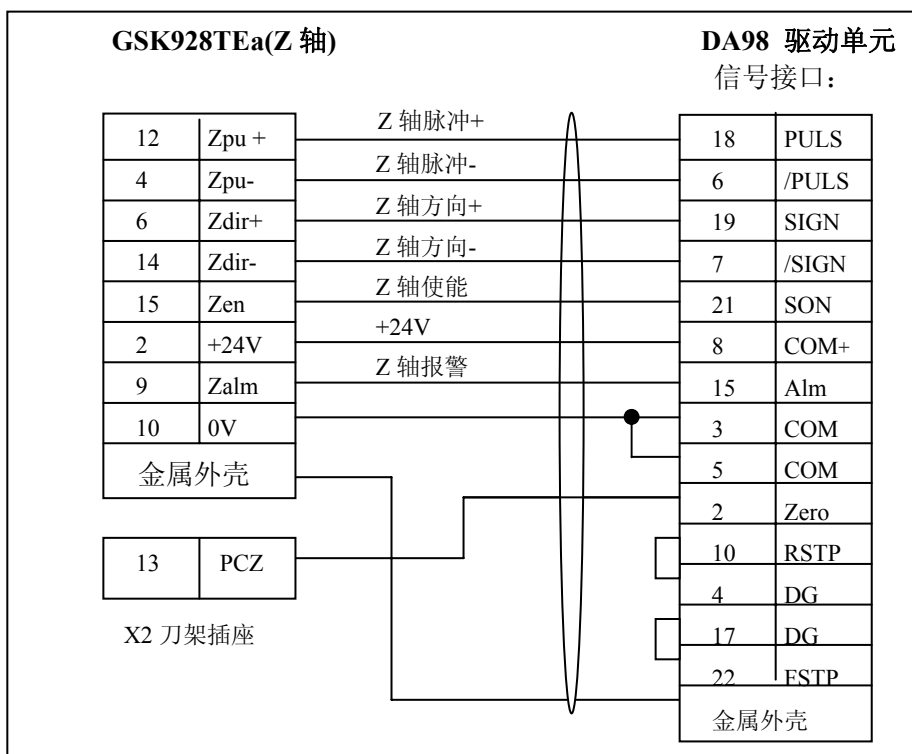 GSK928TEa(Z 轴)
DA98 驱动单元
信号接口：
12 Zpu + Z 轴脉冲+ 18 PULS
4 Zpu- Z 轴脉冲- 6 /PULS
6 Zdir+ Z 轴方向+ 19 SIGN
14 Zdir- Z 轴方向- 7 /SIGN
15 Zen Z 轴使能 21 SON
2 +24V +24V 8 COM+
9 Zalm Z 轴报警 15 Alm
10 0V 3 COM
金属外壳 5 COM
2 Zero
13 PCZ 10 RSTP
4 DG
X2 刀架插座 17 DG
22 FSTP
金属外壳